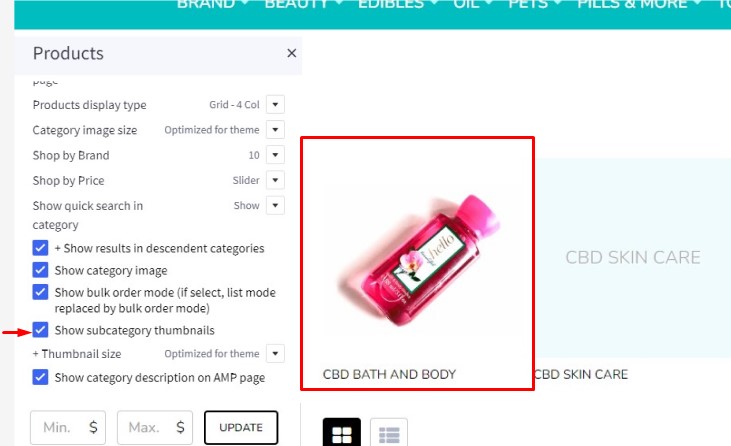 BRAND BEAUTY EDIBLES OIL PETS PILLS & MORE
Products ×
page
Products display type Grid - 4 Col
Category image size Optimized for theme
Shop by Brand 10
Shop by Price Slider
Show quick search in Show
category
+ Show results in descendent categories
Show category image
Show bulk order mode (if select, list mode
replaced by bulk order mode)
Show subcategory thumbnails
+ Thumbnail size Optimized for theme
Show category description on AMP page
Min. $ Max. $ UPDATE
hello
CBD BATH AND BODY
CBD SKIN CARE
CBD SKIN CARE